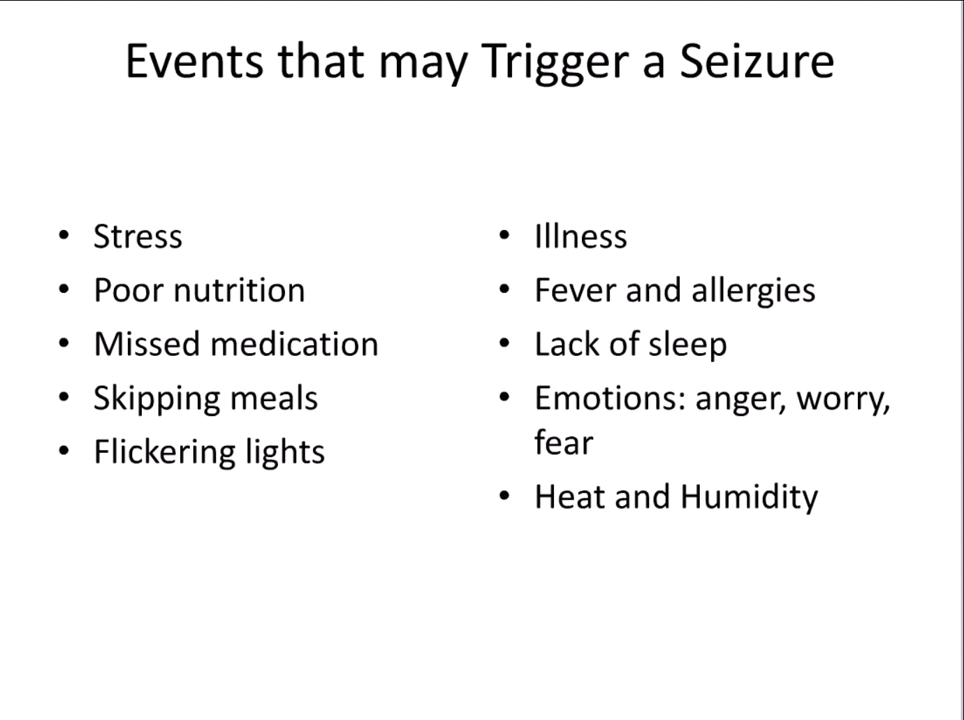 Events that may Trigger a Seizure
• Stress
• Poor nutrition
• Missed medication
• Skipping meals
• Flickering lights
• Illness
• Fever and allergies
• Lack of sleep
• Emotions: anger, worry,
fear
• Heat and Humidity